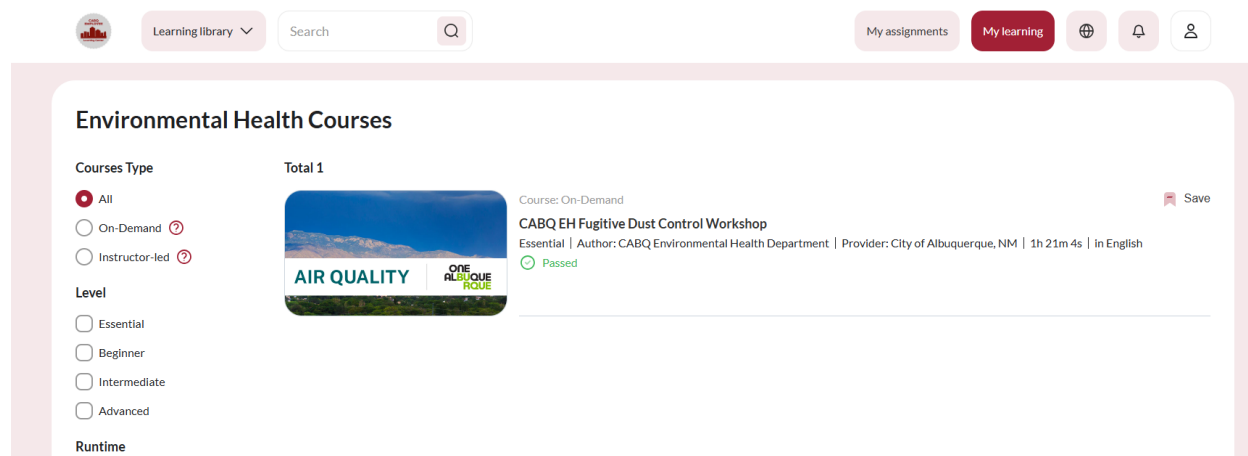 Learning library
Search
My assignments
My learning
Environmental Health Courses
Courses Type
All
On-Demand ?
Instructor-led ?
Level
Essential
Beginner
Intermediate
Advanced
Runtime
Total 1
AIR QUALITY
ONE
ALBUQUE
RQUE
Course: On-Demand
Save
CABQ EH Fugitive Dust Control Workshop
Essential | Author: CABQ Environmental Health Department | Provider: City of Albuquerque, NM | 1h 21m 4s | in English
Passed